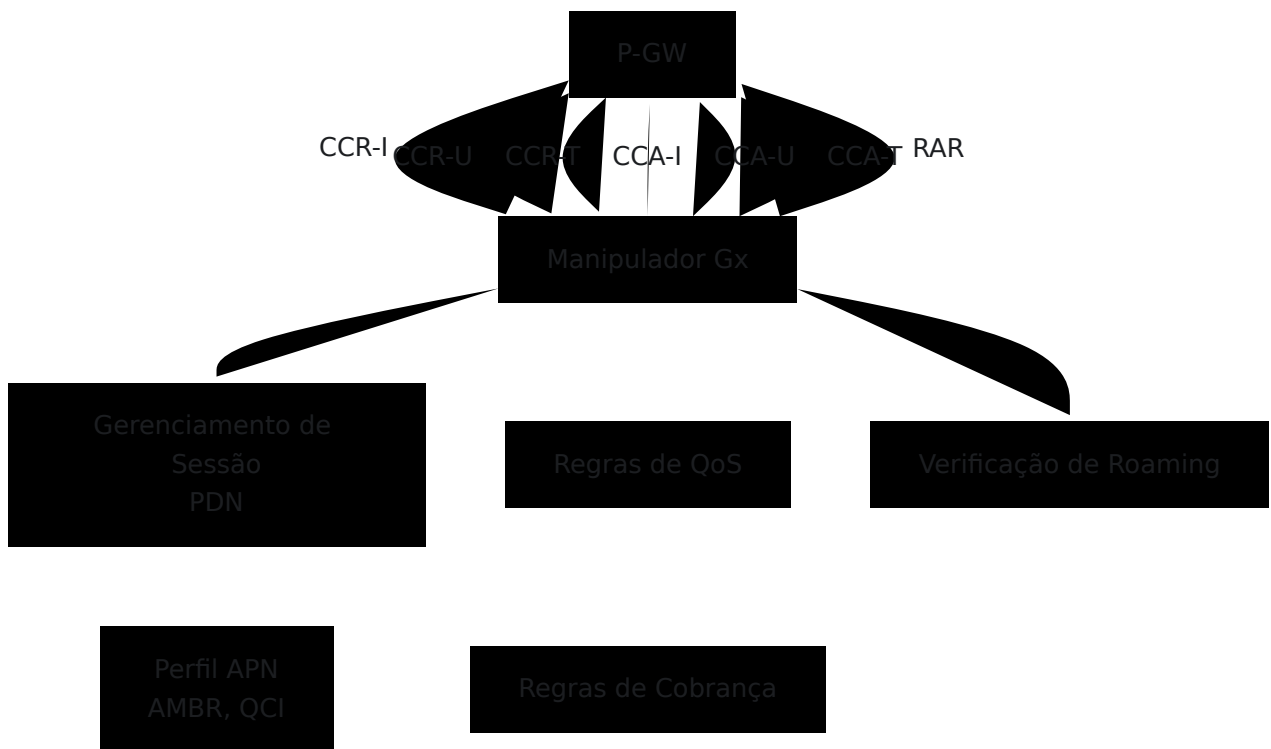 P-GW
CCR-I
CCR-U
CCR-T
CCA-I
CCA-U
CCA-T
RAR
Manipulador Gx
Gerenciamento de
Sessão
PDN
Regras de QoS
Verificação de Roaming
Perfil APN
AMBR, QCI
Regras de Cobrança